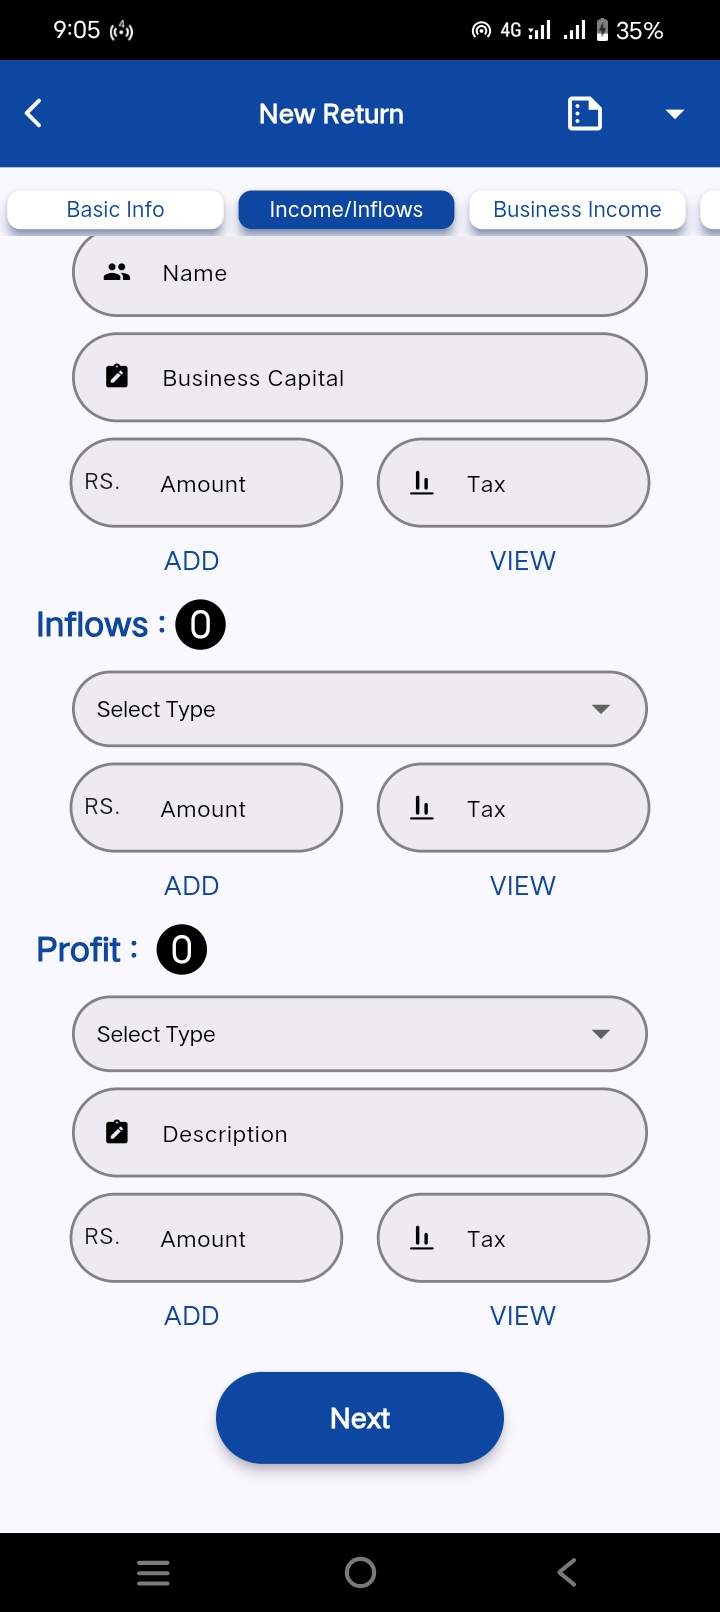 9:05 4 4G 35%
New Return
Basic Info Income/Inflows Business Income
Name
Business Capital
RS. Amount Tax
ADD VIEW
Inflows : 0
Select Type
RS. Amount Tax
ADD VIEW
Profit : 0
Select Type
Description
RS. Amount Tax
ADD VIEW
Next